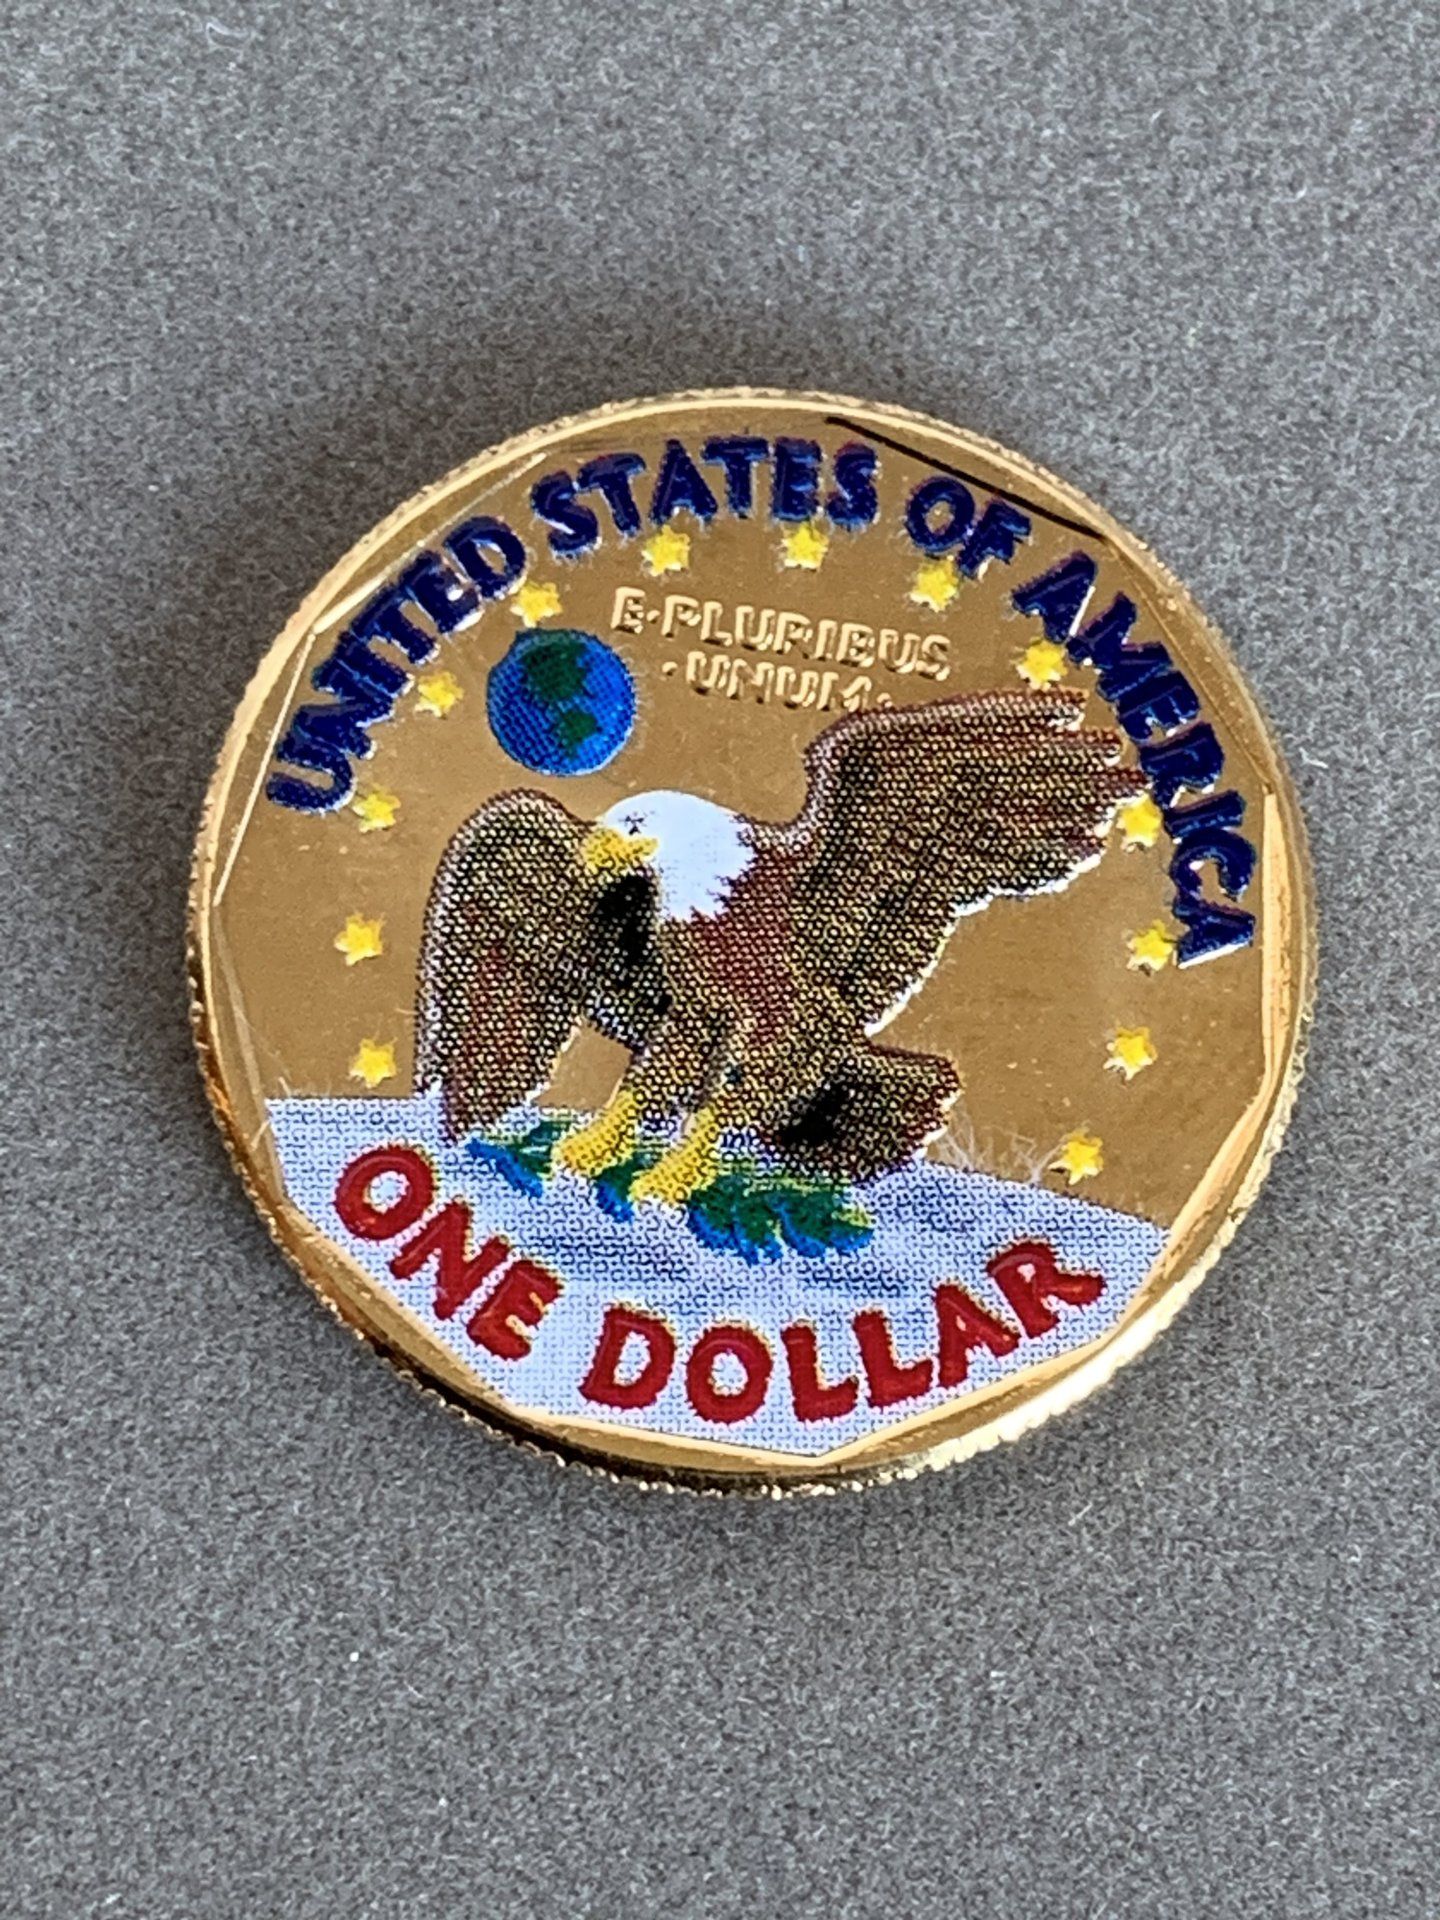 UNITED STATES OF AMERICA
E·PLURIBUS
·UNUM·
ONE DOLLAR